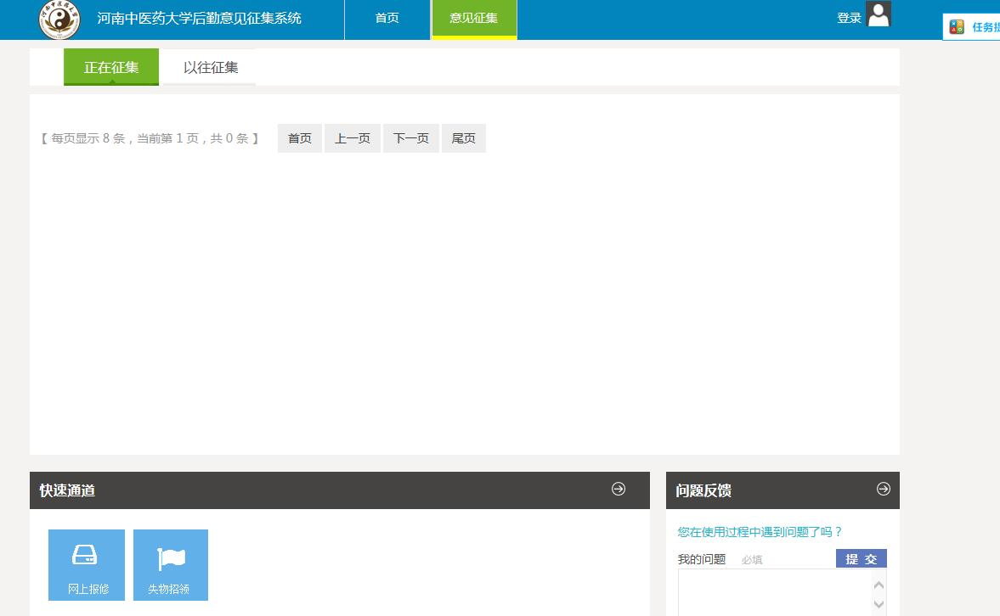 河南中医药大学后勤意见征集系统 首页 意见征集 登录
任务
正在征集 以往征集
【 每页显示 8 条，当前第 1 页，共 0 条 】 首页 上一页 下一页 尾页
快速通道
网上报修 失物招领
问题反馈
您在使用过程中遇到问题了吗？
我的问题 必填 提 交